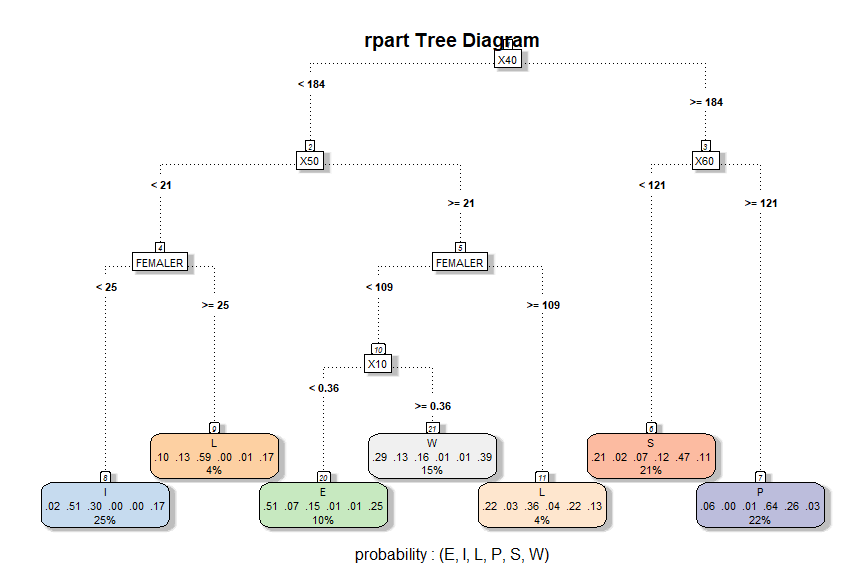 rpart Tree Diagram
X40
< 184
>= 184
2
X50
3
X60
< 21
>= 21
< 121
>= 121
4
FEMALER
5
FEMALER
< 25
>= 25
< 109
>= 109
10
X10
< 0.36
>= 0.36
9
L
.10 .13 .59 .00 .01 .17
4%
21
W
.29 .13 .16 .01 .01 .39
15%
6
S
.21 .02 .07 .12 .47 .11
21%
8
I
.02 .51 .30 .00 .00 .17
25%
20
E
.51 .07 .15 .01 .01 .25
10%
11
L
.22 .03 .36 .04 .22 .13
4%
7
P
.06 .00 .01 .64 .26 .03
22%
probability : (E, I, L, P, S, W)